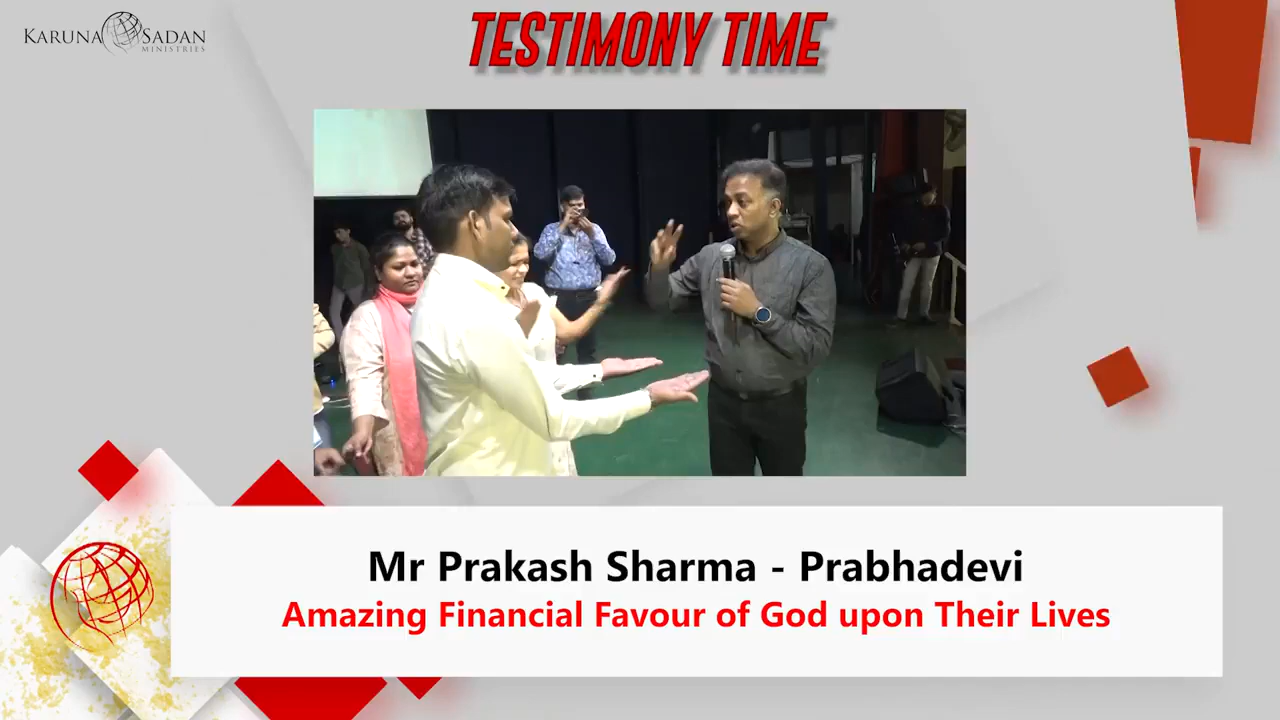 KARUNA SADAN
MINISTRIES
TESTIMONY TIME
Mr Prakash Sharma - Prabhadevi
Amazing Financial Favour of God upon Their Lives